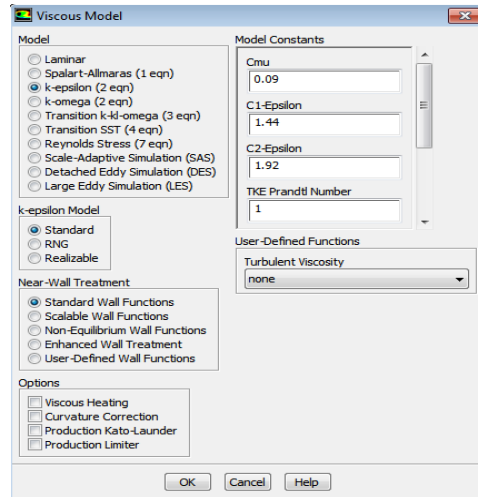 Viscous Model
Model
Laminar
Spalart-Allmaras (1 eqn)
k-epsilon (2 eqn)
k-omega (2 eqn)
Transition k-kl-omega (3 eqn)
Transition SST (4 eqn)
Reynolds Stress (7 eqn)
Scale-Adaptive Simulation (SAS)
Detached Eddy Simulation (DES)
Large Eddy Simulation (LES)
k-epsilon Model
Standard
RNG
Realizable
Near-Wall Treatment
Standard Wall Functions
Scalable Wall Functions
Non-Equilibrium Wall Functions
Enhanced Wall Treatment
User-Defined Wall Functions
Options
Viscous Heating
Curvature Correction
Production Kato-Launder
Production Limiter
Model Constants
Cmu
0.09
C1-Epsilon
1.44
C2-Epsilon
1.92
TKE Prandtl Number
1
User-Defined Functions
Turbulent Viscosity
none
OK Cancel Help